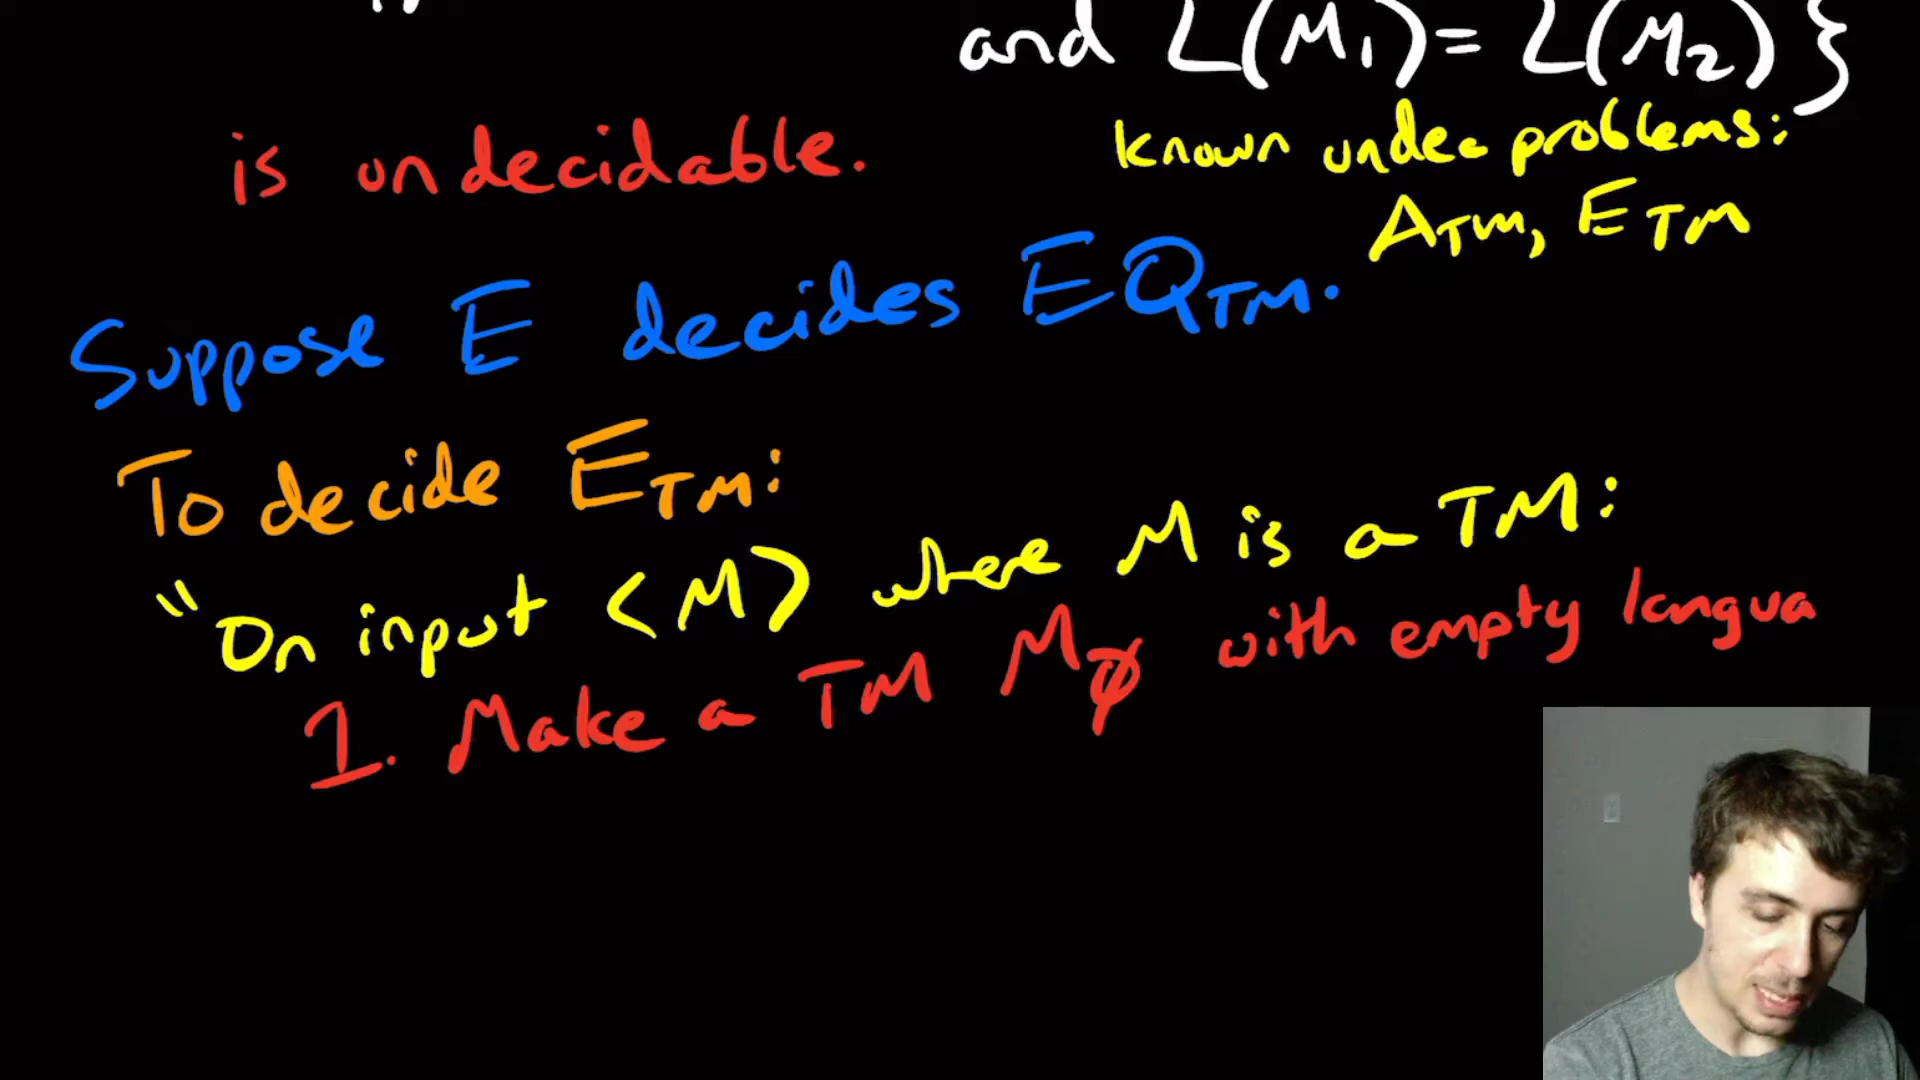 and L(M₁) = L(M₂)}
is undecidable.
known undec problems:
A_TM, E_TM
Suppose E decides EQ_TM.
To decide E_TM:
"On input <M> where M is a TM:
1. Make a TM M_∅ with empty langua